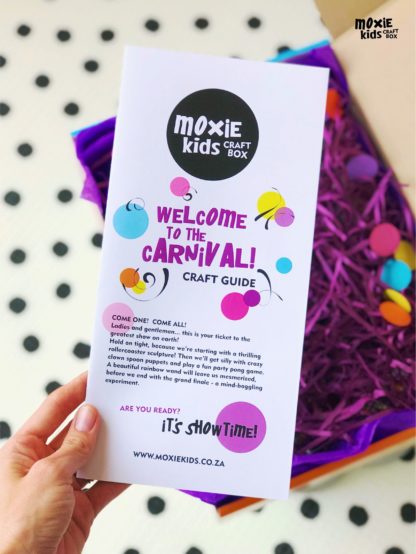 moxie
kids CRAFT
BOX
moxie
kids CRAFT
BOX
WELCOME
TO THE
CARNIVAL!
CRAFT GUIDE
COME ONE! COME ALL!
Ladies and gentlemen... this is your ticket to the
greatest show on earth!
Hold on tight, because we're starting with a thrilling
rollercoaster sculpture! Then we'll get silly with crazy
clown spoon puppets and play a fun party pong game.
A beautiful rainbow wand will leave us mesmerized,
before we end with the grand finale - a mind-boggling
experiment.
ARE YOU READY?
IT'S SHOWTIME!
WWW.MOXIEKIDS.CO.ZA